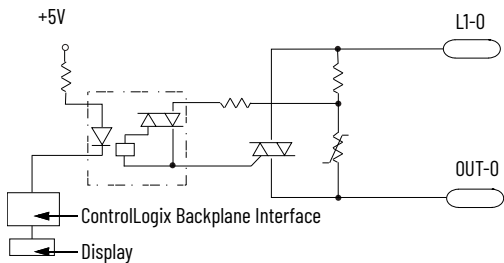 +5V
L1-0
OUT-0
ControlLogix Backplane Interface
Display